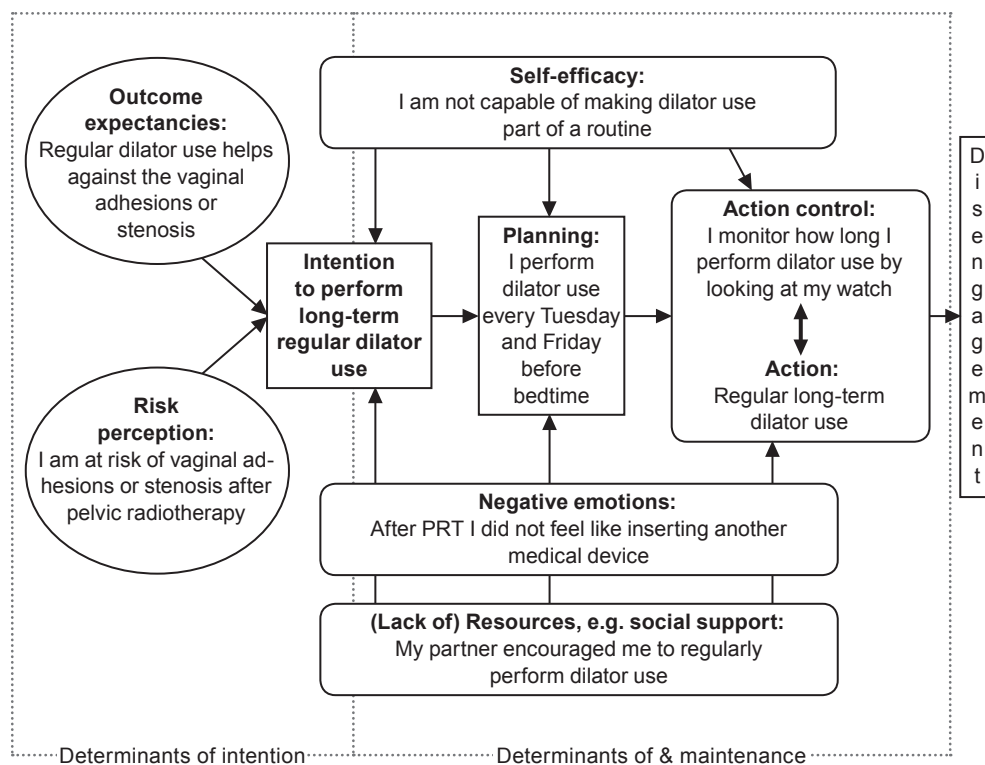 Outcome
expectancies:
Regular dilator use helps
against the vaginal
adhesions or
stenosis
Risk
perception:
I am at risk of vaginal ad-
hesions or stenosis after
pelvic radiotherapy
Self-efficacy:
I am not capable of making dilator use
part of a routine
Intention
to perform
long-term
regular dilator
use
Planning:
I perform
dilator use
every Tuesday
and Friday
before
bedtime
Action control:
I monitor how long I
perform dilator use by
looking at my watch
Action:
Regular long-term
dilator use
Negative emotions:
After PRT I did not feel like inserting another
medical device
(Lack of) Resources, e.g. social support:
My partner encouraged me to regularly
perform dilator use
Disengagement
Determinants of intention
Determinants of & maintenance